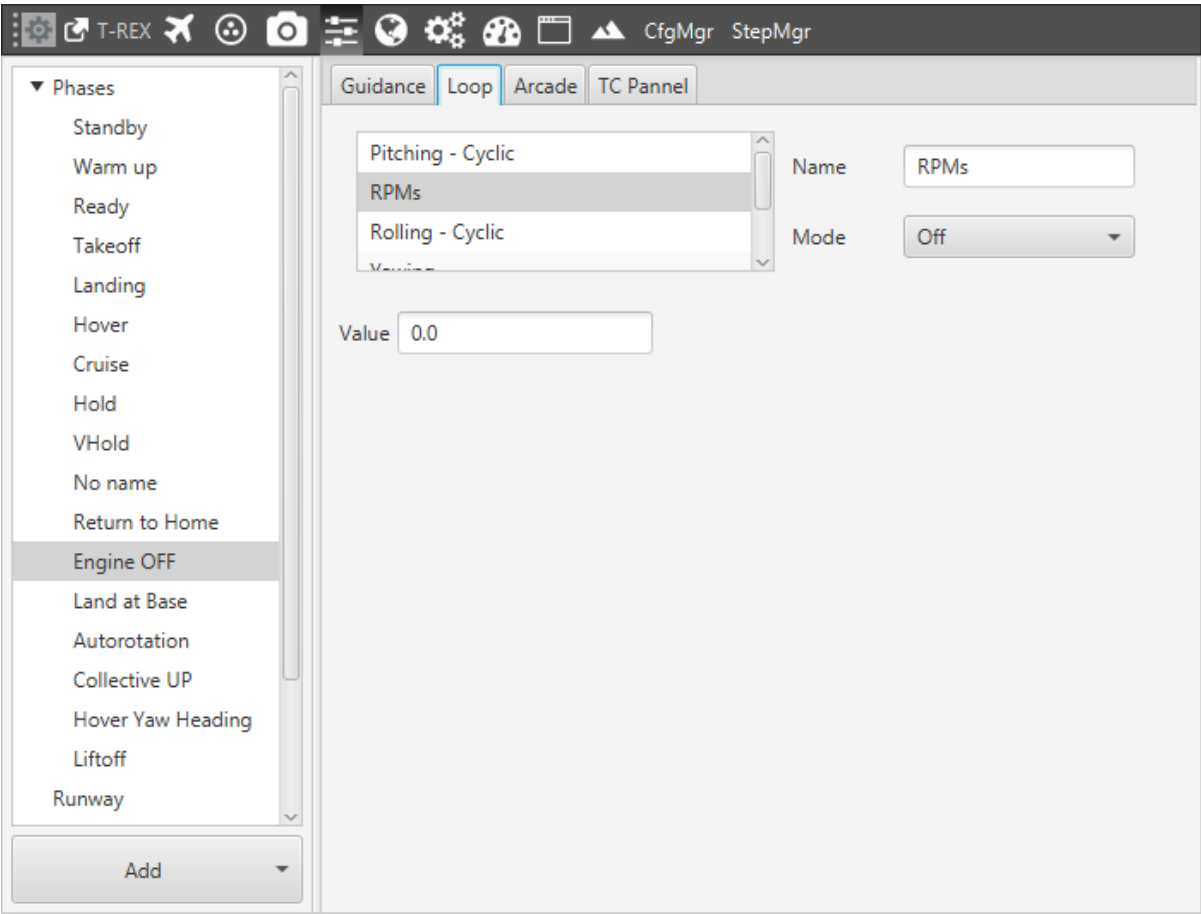 T-REX CfgMgr StepMgr
Phases
Standby
Warm up
Ready
Takeoff
Landing
Hover
Cruise
Hold
VHold
No name
Return to Home
Engine OFF
Land at Base
Autorotation
Collective UP
Hover Yaw Heading
Liftoff
Runway
Add
Guidance Loop Arcade TC Pannel
Pitching - Cyclic
RPMs
Rolling - Cyclic
Name RPMs
Mode Off
Value 0.0